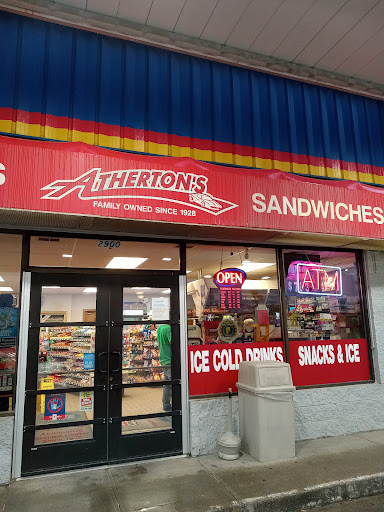 S
ATHERTON'S
FAMILY OWNED SINCE 1928
SANDWICHES
2900
OPEN
ATM
ICE COLD DRINKS
SNACKS & ICE